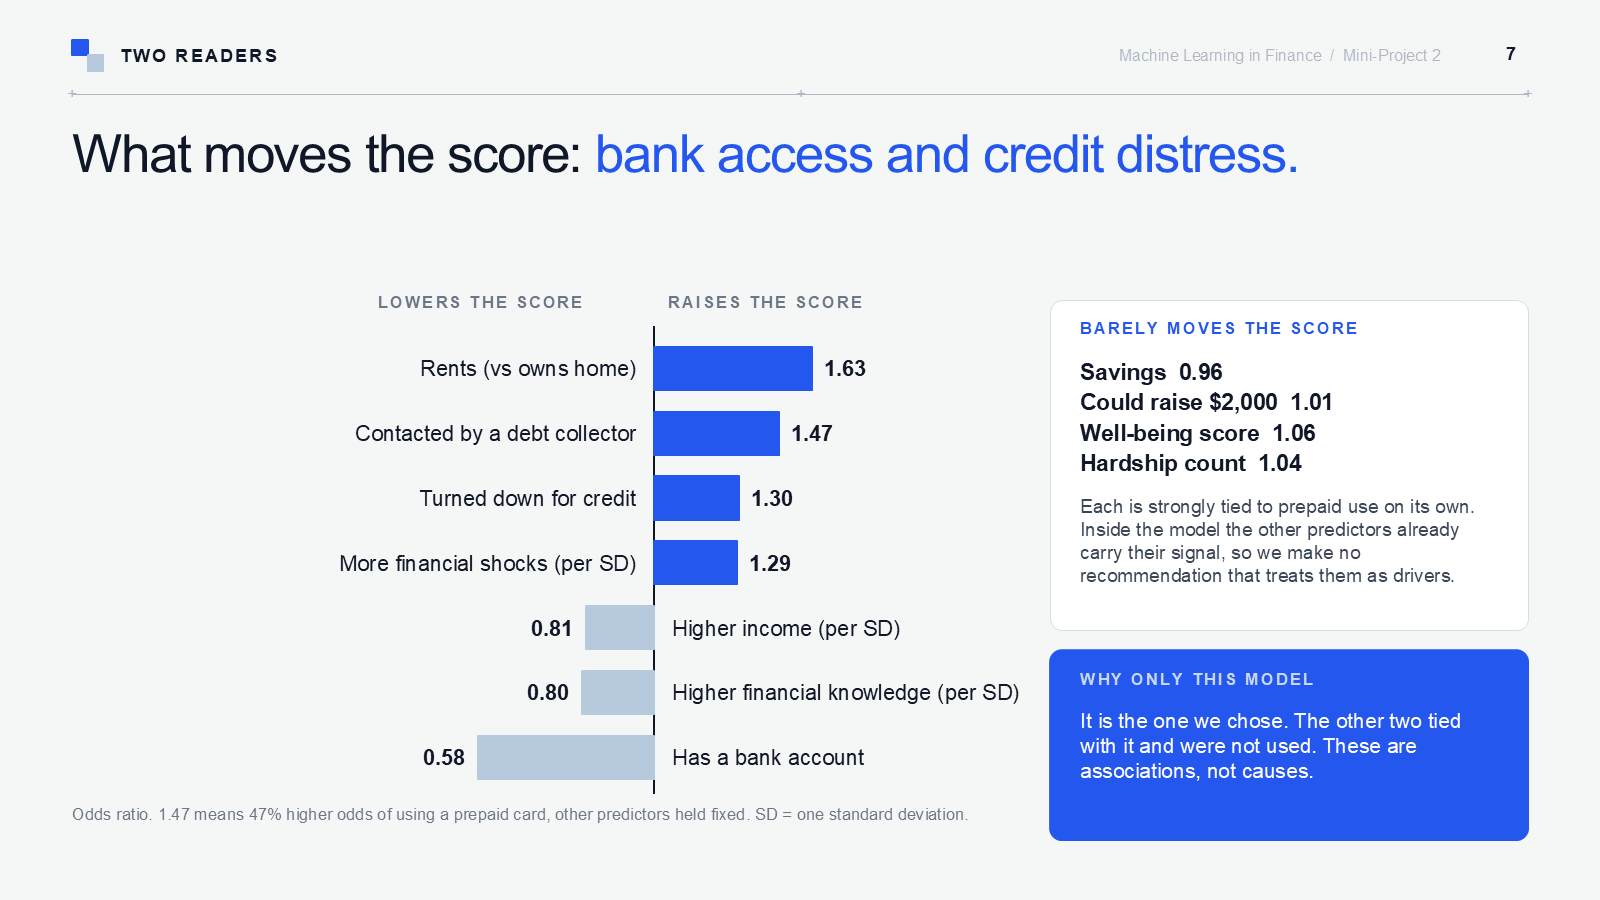 TWO READERS
Machine Learning in Finance / Mini-Project 2
7
What moves the score: bank access and credit distress.
LOWERS THE SCORE
RAISES THE SCORE
Rents (vs owns home) 1.63
Contacted by a debt collector 1.47
Turned down for credit 1.30
More financial shocks (per SD) 1.29
0.81 Higher income (per SD)
0.80 Higher financial knowledge (per SD)
0.58 Has a bank account
Odds ratio. 1.47 means 47% higher odds of using a prepaid card, other predictors held fixed. SD = one standard deviation.
BARELY MOVES THE SCORE
Savings 0.96
Could raise $2,000 1.01
Well-being score 1.06
Hardship count 1.04
Each is strongly tied to prepaid use on its own.
Inside the model the other predictors already
carry their signal, so we make no
recommendation that treats them as drivers.
WHY ONLY THIS MODEL
It is the one we chose. The other two tied
with it and were not used. These are
associations, not causes.